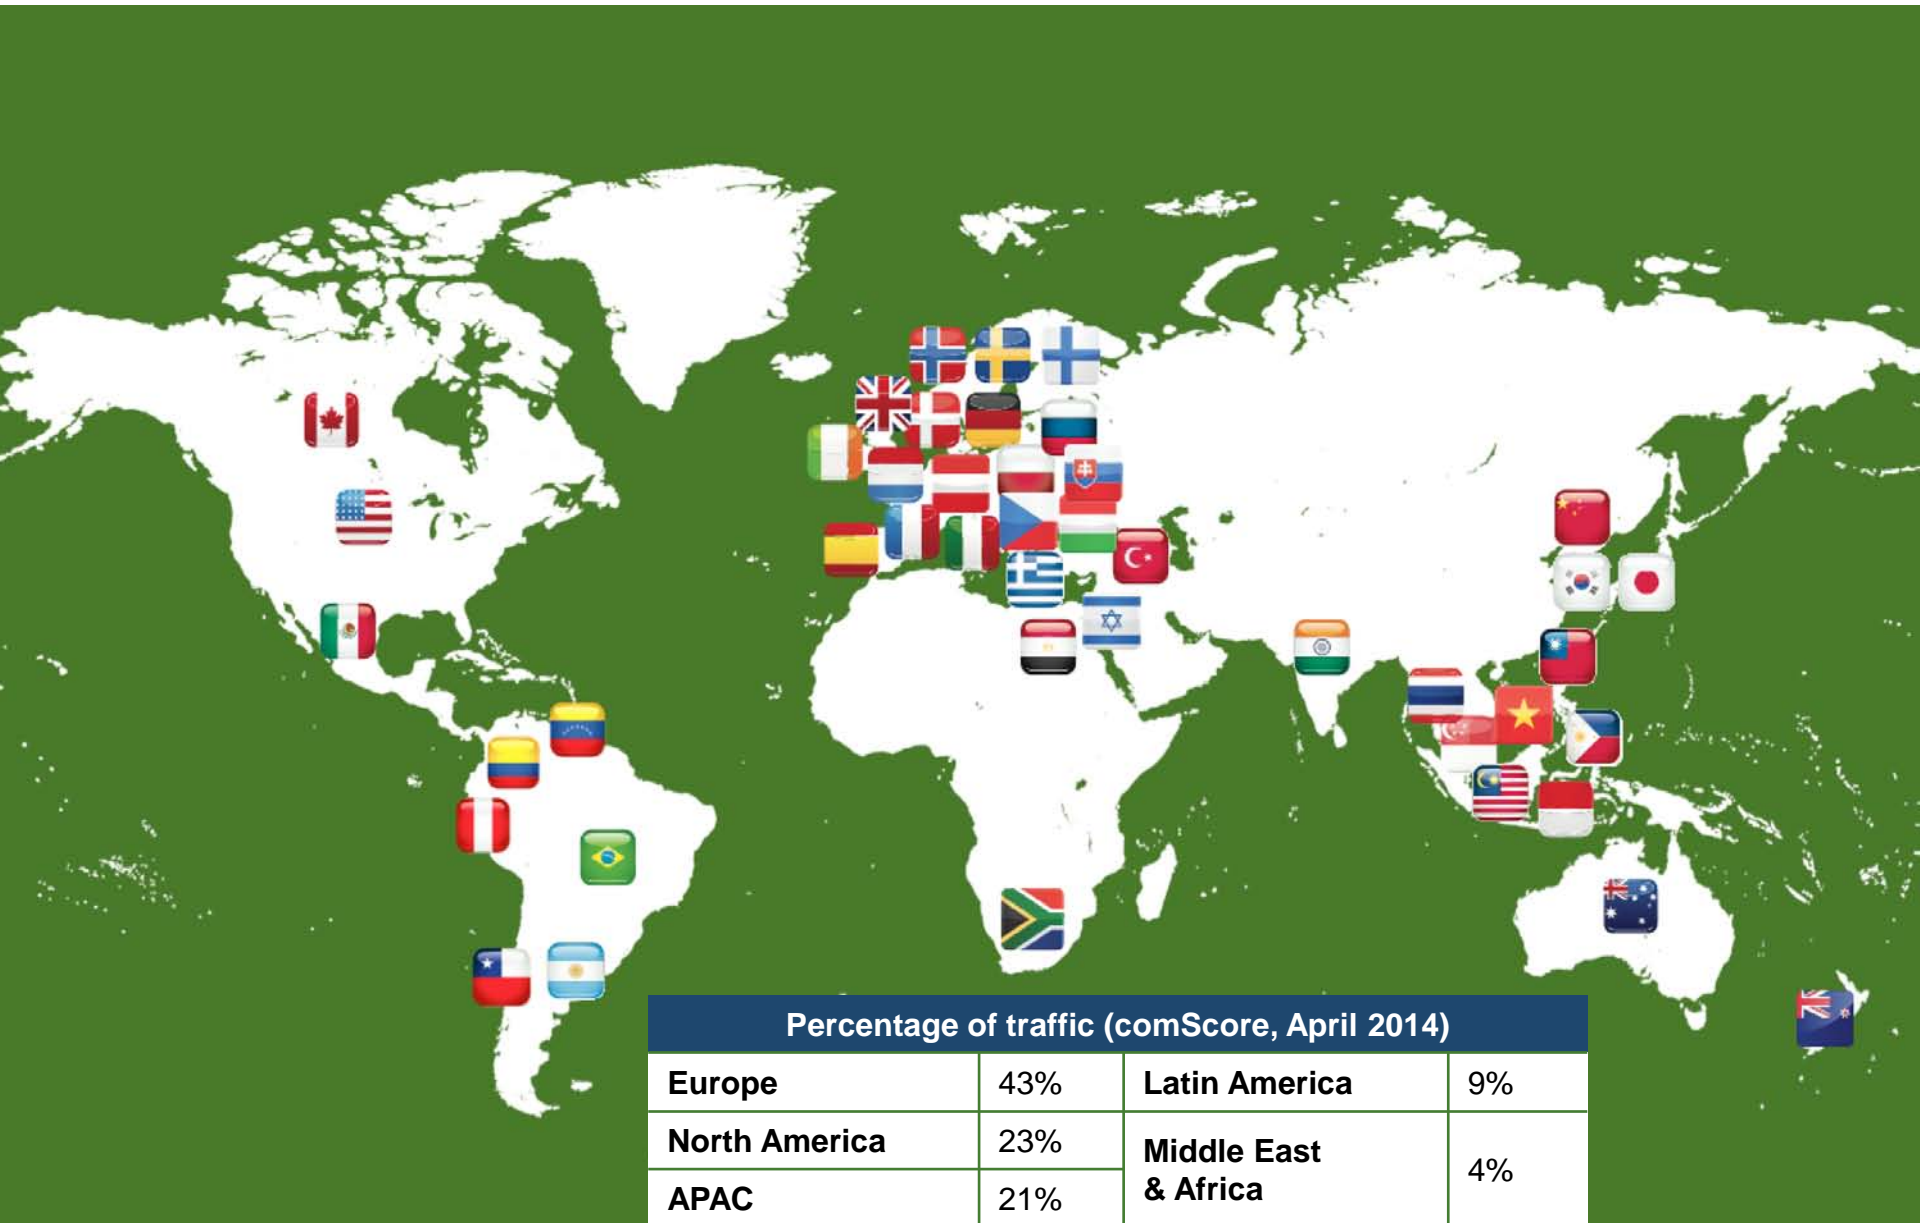 Percentage of traffic (comScore, April 2014)
Europe 43% Latin America 9%
North America 23%
Middle East
& Africa 4%
APAC 21%